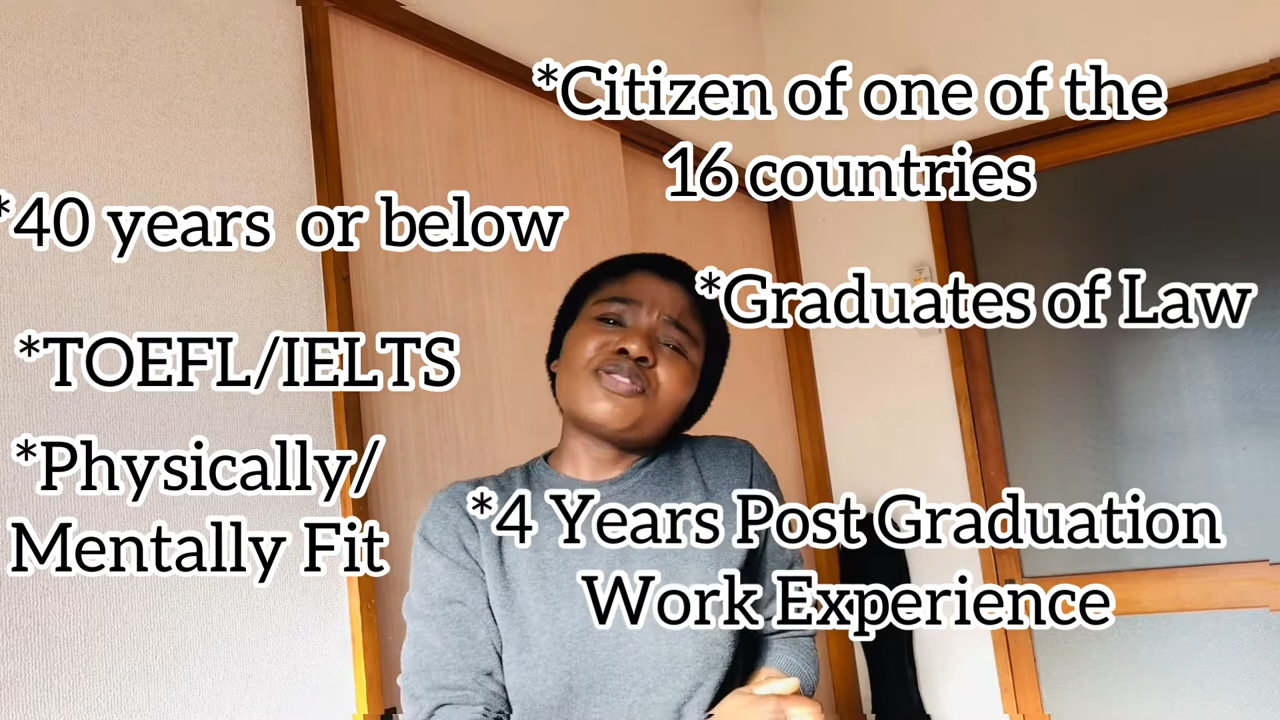 *Citizen of one of the
16 countries
*40 years  or below
*Graduates of Law
*TOEFL/IELTS
*Physically/
Mentally Fit
*4 Years Post Graduation
Work Experience